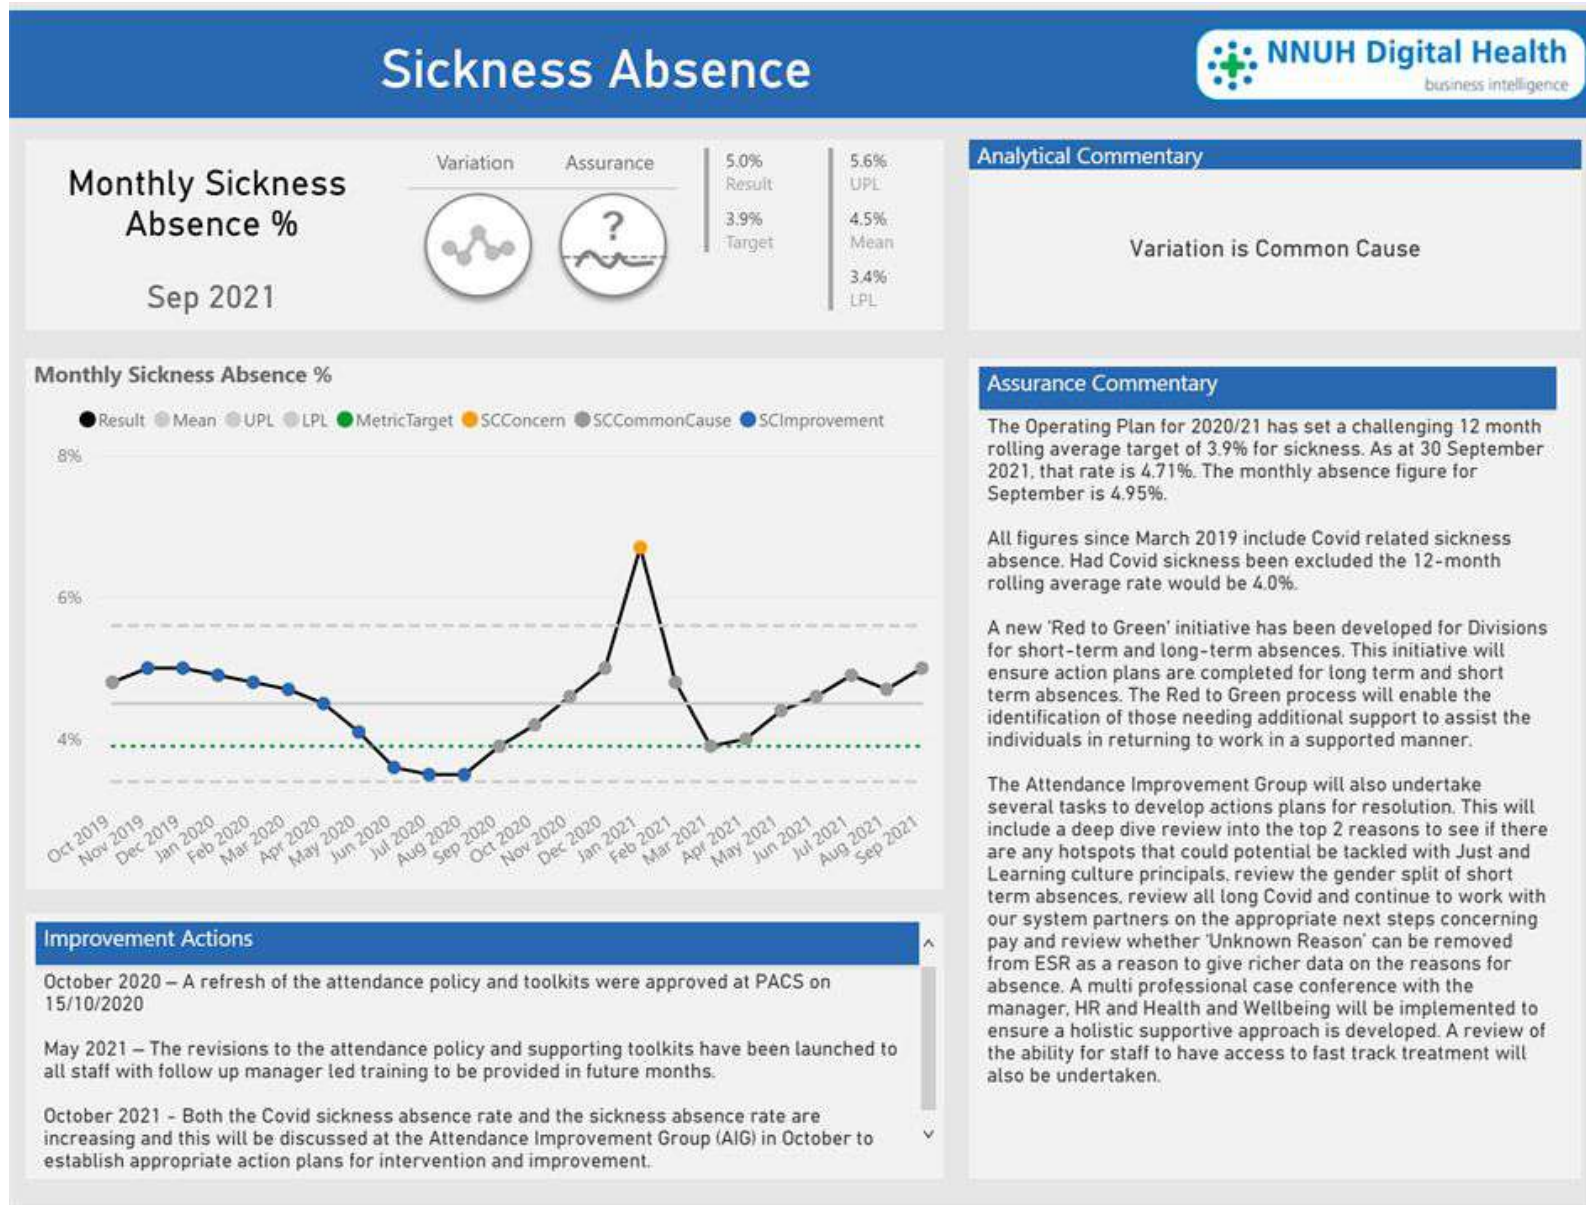 Sickness Absence
NNUH Digital Health
business intelligence
Monthly Sickness
Absence %
Sep 2021
Variation
Assurance
?
5.0%
Result
3.9%
Target
5.6%
UPL
4.5%
Mean
3.4%
LPL
Analytical Commentary
Variation is Common Cause
Monthly Sickness Absence %
Result Mean UPL LPL MetricTarget SCConcern SCCommonCause SCImprovement
8%
6%
4%
Oct 2019
Nov 2019
Dec 2019
Jan 2020
Feb 2020
Mar 2020
Apr 2020
May 2020
Jun 2020
Jul 2020
Aug 2020
Sep 2020
Oct 2020
Nov 2020
Dec 2020
Jan 2021
Feb 2021
Mar 2021
Apr 2021
May 2021
Jun 2021
Jul 2021
Aug 2021
Sep 2021
Improvement Actions
October 2020 – A refresh of the attendance policy and toolkits were approved at PACS on
15/10/2020
May 2021 – The revisions to the attendance policy and supporting toolkits have been launched to
all staff with follow up manager led training to be provided in future months.
October 2021 - Both the Covid sickness absence rate and the sickness absence rate are
increasing and this will be discussed at the Attendance Improvement Group (AIG) in October to
establish appropriate action plans for intervention and improvement.
Assurance Commentary
The Operating Plan for 2020/21 has set a challenging 12 month
rolling average target of 3.9% for sickness. As at 30 September
2021, that rate is 4.71%. The monthly absence figure for
September is 4.95%.
All figures since March 2019 include Covid related sickness
absence. Had Covid sickness been excluded the 12-month
rolling average rate would be 4.0%.
A new 'Red to Green' initiative has been developed for Divisions
for short-term and long-term absences. This initiative will
ensure action plans are completed for long term and short
term absences. The Red to Green process will enable the
identification of those needing additional support to assist the
individuals in returning to work in a supported manner.
The Attendance Improvement Group will also undertake
several tasks to develop actions plans for resolution. This will
include a deep dive review into the top 2 reasons to see if there
are any hotspots that could potential be tackled with Just and
Learning culture principals, review the gender split of short
term absences, review all long Covid and continue to work with
our system partners on the appropriate next steps concerning
pay and review whether 'Unknown Reason' can be removed
from ESR as a reason to give richer data on the reasons for
absence. A multi professional case conference with the
manager, HR and Health and Wellbeing will be implemented to
ensure a holistic supportive approach is developed. A review of
the ability for staff to have access to fast track treatment will
also be undertaken.